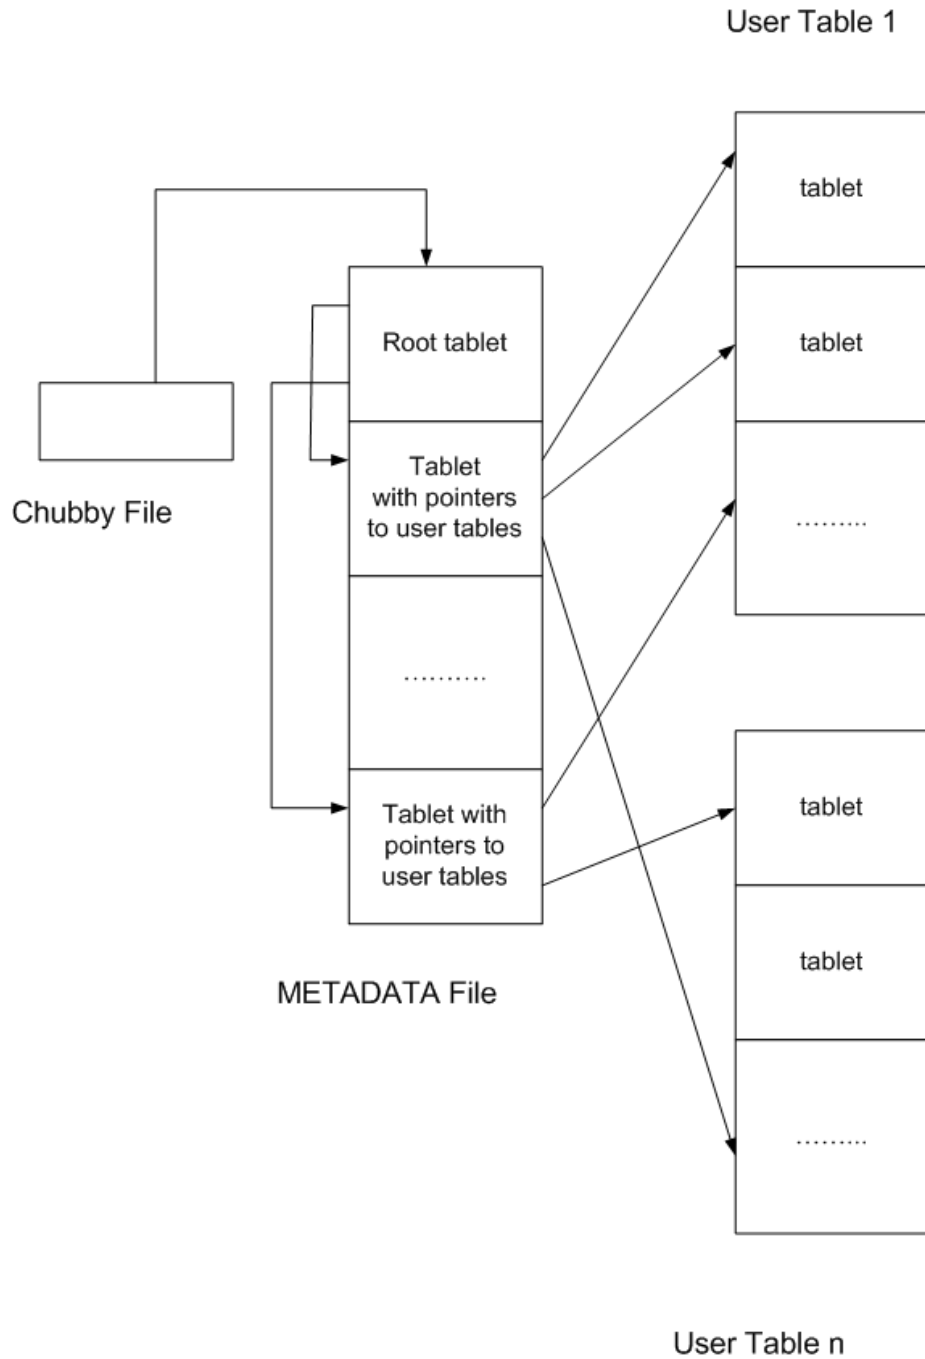 User Table 1
tablet
tablet
.........
Root tablet
Tablet
with pointers
to user tables
..........
Tablet with
pointers to
user tables
Chubby File
METADATA File
tablet
tablet
.........
User Table n